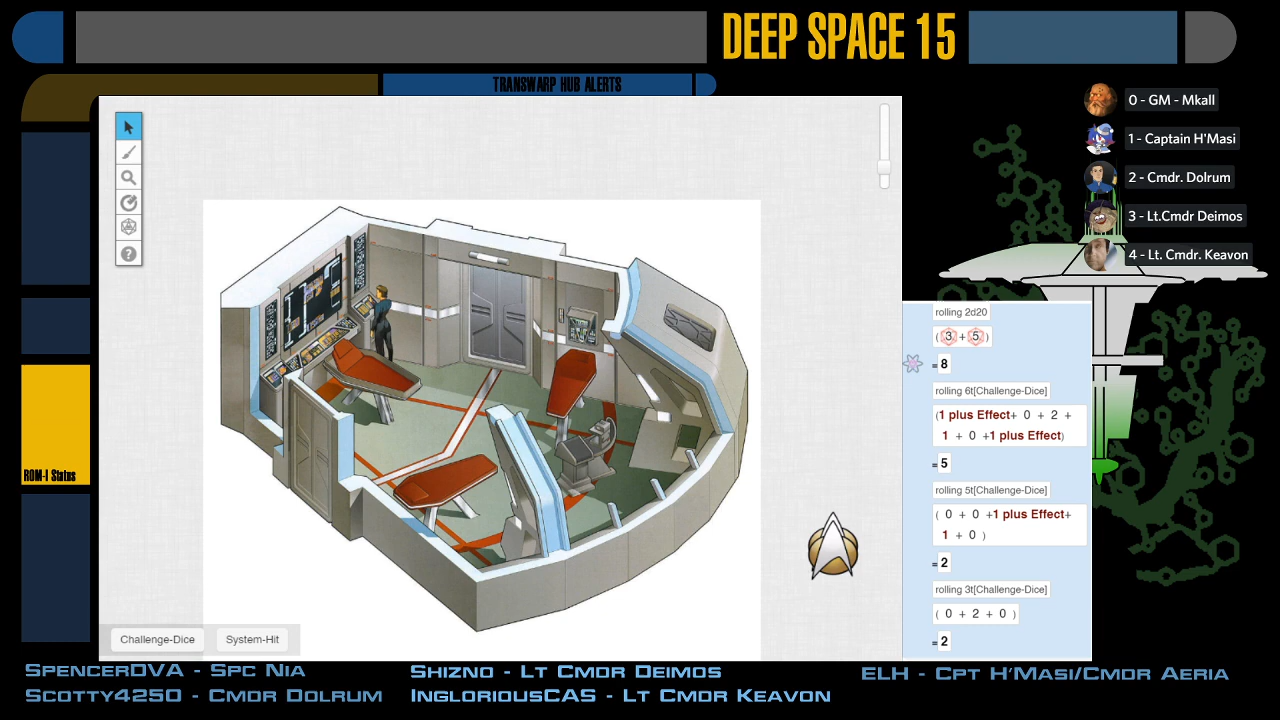 DEEP SPACE 15
TRANSWARP HUB ALERTS
0 - GM - Mkall
1 - Captain H'Masi
2 - Cmdr. Dolrum
3 - Lt.Cmdr Deimos
4 - Lt. Cmdr. Keavon
rolling 2d20
(3+5)
=8
rolling 6t[Challenge-Dice]
(1 plus Effect+ 0 + 2 +
1 + 0 +1 plus Effect)
=5
rolling 5t[Challenge-Dice]
( 0 + 0 +1 plus Effect+
1 + 0 )
=2
rolling 3t[Challenge-Dice]
( 0 + 2 + 0 )
=2
ROM-I Status
Challenge-Dice
System-Hit
SpencerDVA - Spc Nia
Shizno - Lt Cmdr Deimos
ELH - Cpt H'Masi/Cmdr Aeria
Scotty4250 - Cmdr Dolrum
IngloriousCAS - Lt Cmdr Keavon